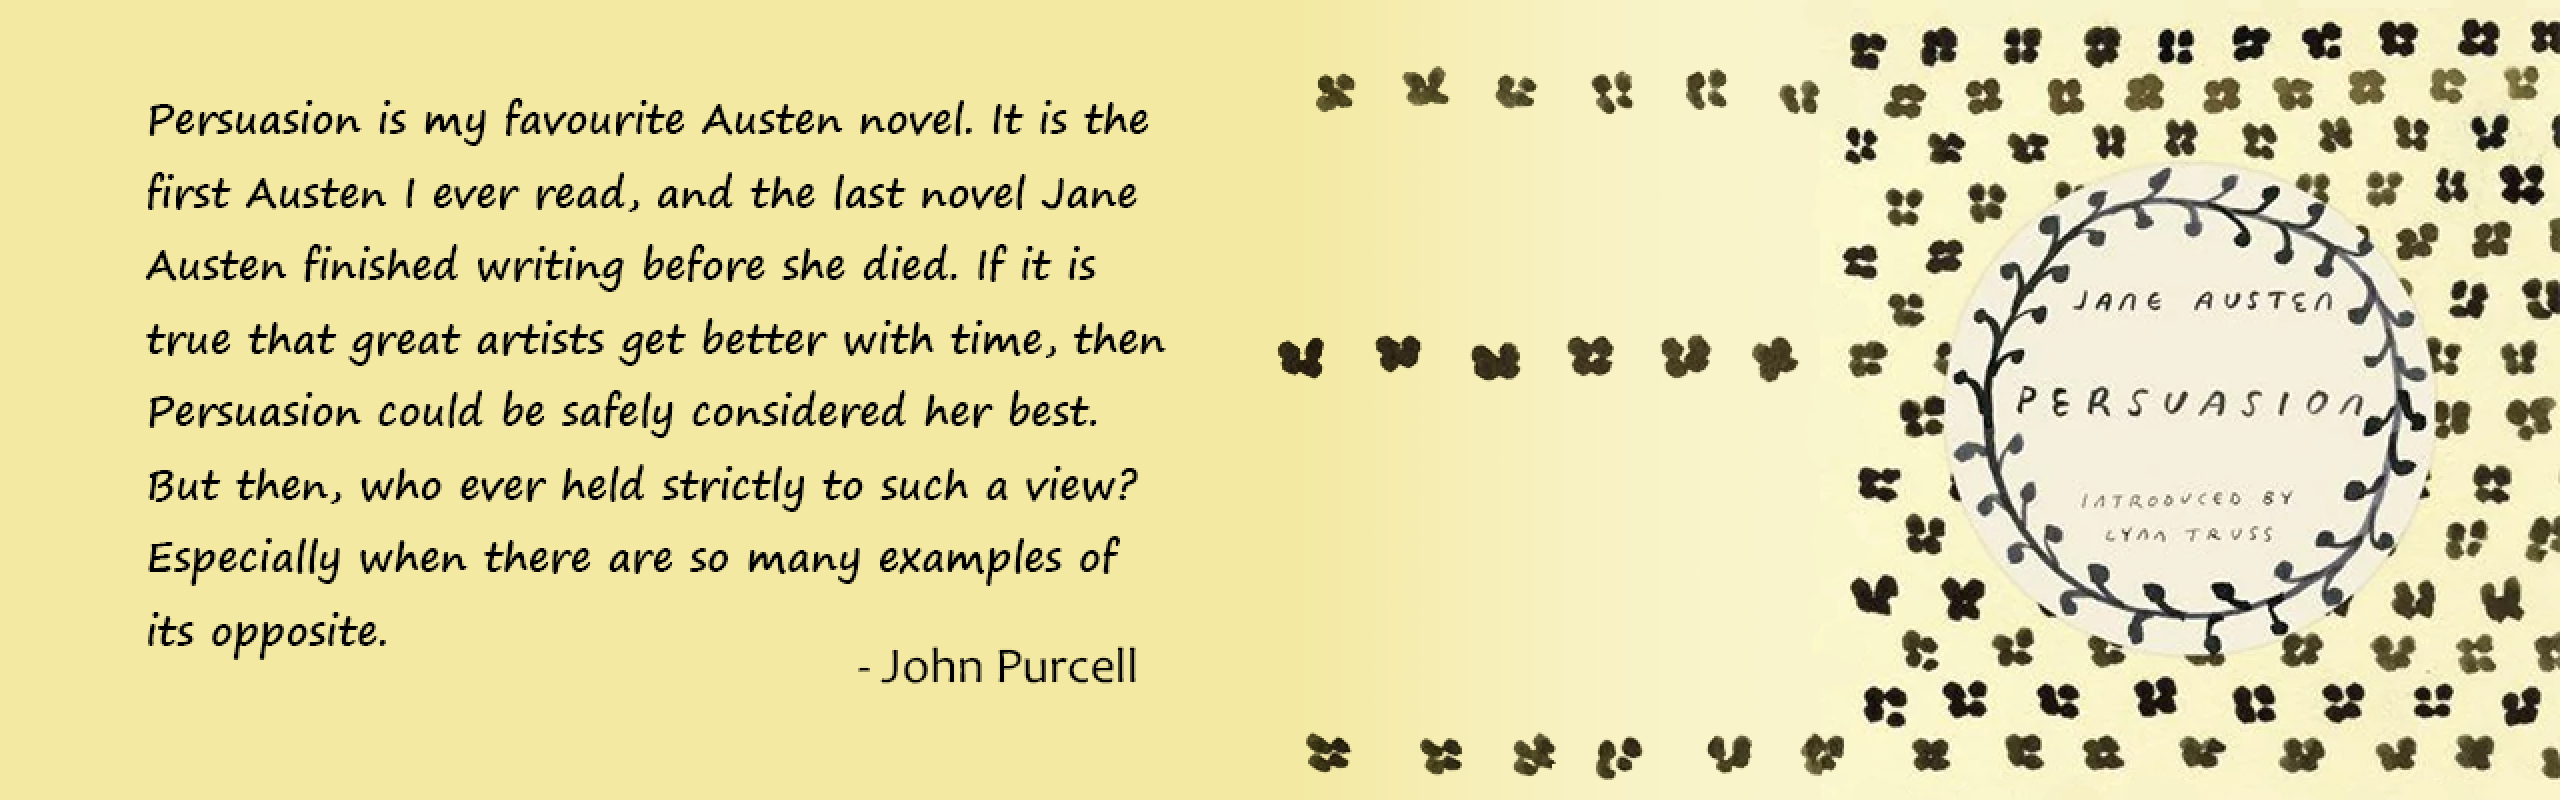 Persuasion is my favourite Austen novel. It is the
first Austen I ever read, and the last novel Jane
Austen finished writing before she died. If it is
true that great artists get better with time, then
Persuasion could be safely considered her best.
But then, who ever held strictly to such a view?
Especially when there are so many examples of
its opposite.
- John Purcell
JANE AUSTEN
PERSUASION
INTRODUCED BY
LYNN TRUSS